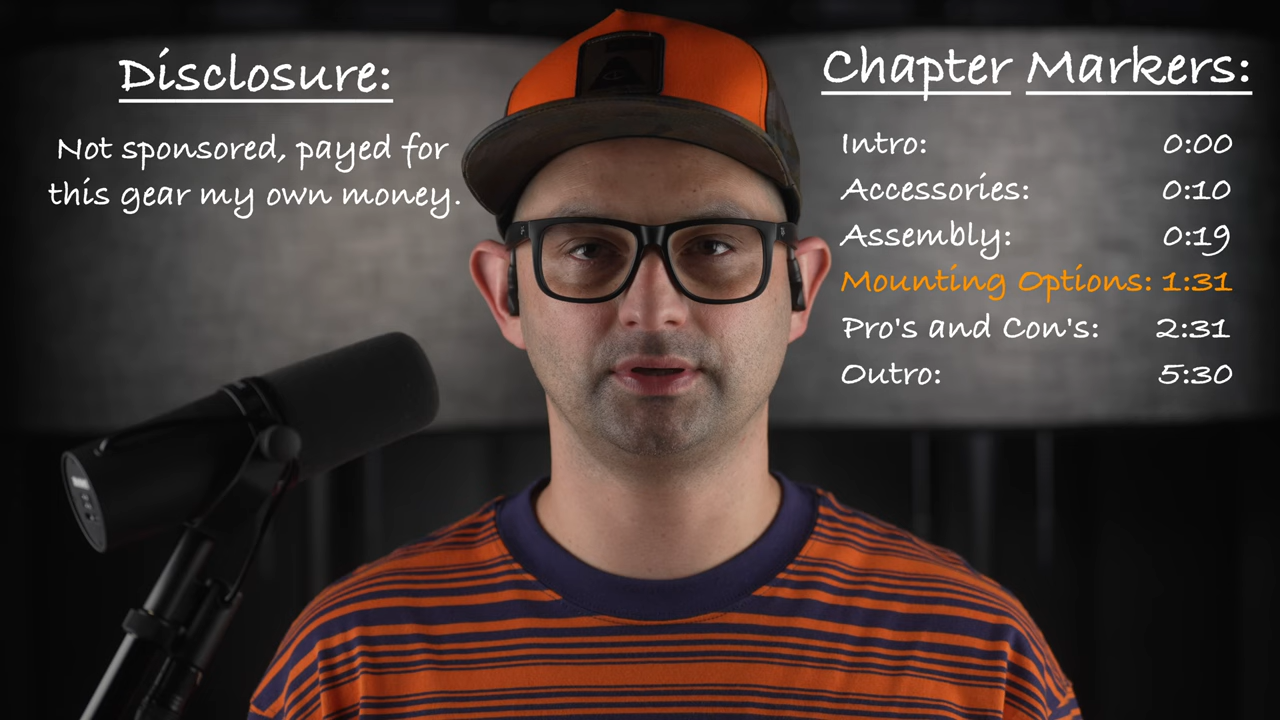 Disclosure:
Not sponsored, payed for
this gear my own money.
Chapter Markers:
Intro: 0:00
Accessories: 0:10
Assembly: 0:19
Mounting Options: 1:31
Pro's and Con's: 2:31
Outro: 5:30